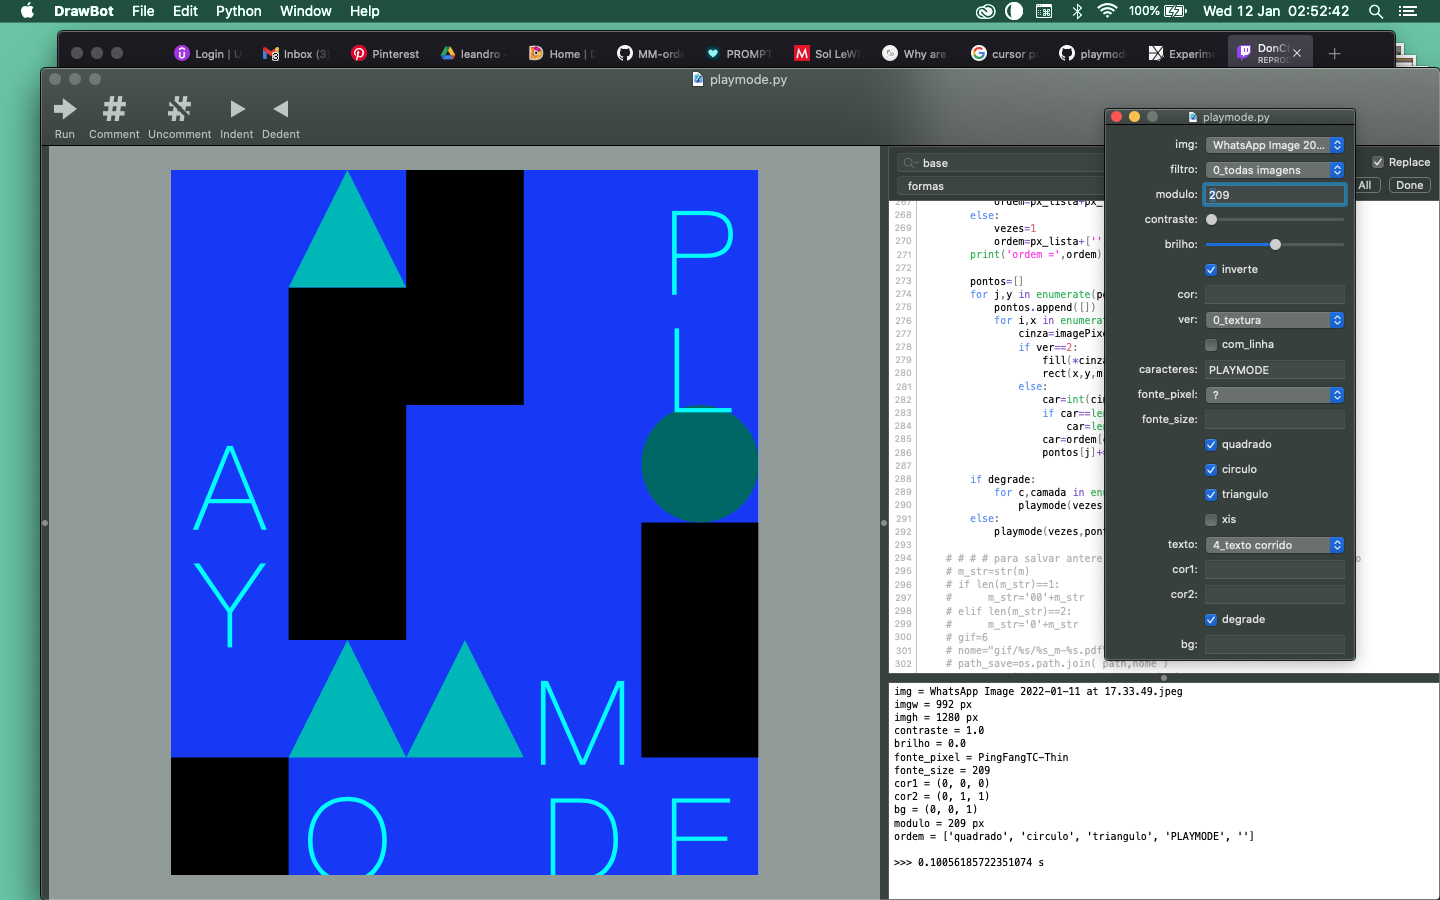 DrawBot File Edit Python Window Help 100% Wed 12 Jan 02:52:42
Login | U Inbox (3) Pinterest leandro Home | D MM-orde PROMPT Sol LeWi Why are cursor p playmod Experim DonC
REPROD
playmode.py
Run Comment Uncomment Indent Dedent
P
L
A
Y
M
O D E
base Replace
formas All Done
267 ordem=px_lista+px_
268 else:
269 vezes=1
270 ordem=px_lista+[''
271 print('ordem =',ordem)
272
273 pontos=[]
274 for j,y in enumerate(po
275 pontos.append([])
276 for i,x in enumerat
277 cinza=imagePixe
278 if ver==2:
279 fill(*cinza
280 rect(x,y,m
281 else:
282 car=int(cin
283 if car==len
284 car=le
285 car=ordem[
286 pontos[j]+=
287
288 if degrade:
289 for c,camada in enu
290 playmode(vezes
291 else:
292 playmode(vezes,pont
293
294 # # # # para salvar antere o
295 # m_str=str(m)
296 # if len(m_str)==1:
297 # m_str='00'+m_str
298 # elif len(m_str)==2:
299 # m_str='0'+m_str
300 # gif=6
301 # nome="gif/%s/%s_m-%s.pdf"
302 # path_save=os.path.join( path,nome )
playmode.py
img: WhatsApp Image 20...
filtro: 0_todas imagens
modulo: 209
contraste:
brilho:
inverte
cor:
ver: 0_textura
com_linha
caracteres: PLAYMODE
fonte_pixel: ?
fonte_size:
quadrado
circulo
triangulo
xis
texto: 4_texto corrido
cor1:
cor2:
degrade
bg:
img = WhatsApp Image 2022-01-11 at 17.33.49.jpeg
imgw = 992 px
imgh = 1280 px
contraste = 1.0
brilho = 0.0
fonte_pixel = PingFangTC-Thin
fonte_size = 209
cor1 = (0, 0, 0)
cor2 = (0, 1, 1)
bg = (0, 0, 1)
modulo = 209 px
ordem = ['quadrado', 'circulo', 'triangulo', 'PLAYMODE', '']
>>> 0.10056185722351074 s